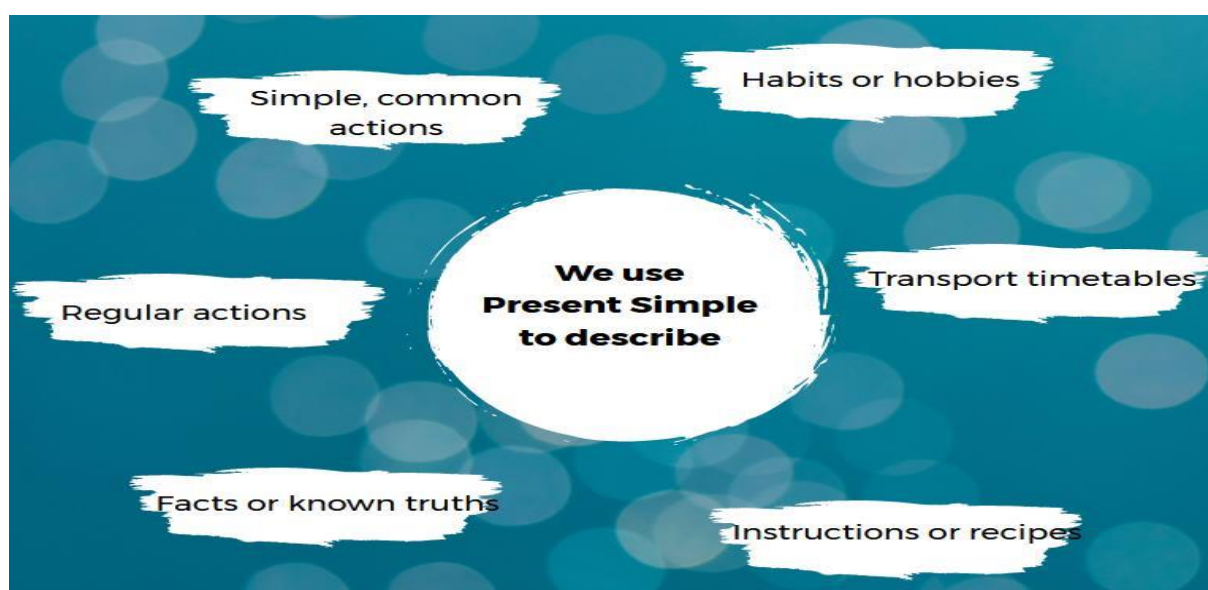 Simple, common
actions
Habits or hobbies
We use
Present Simple
to describe
Transport timetables
Regular actions
Facts or known truths
Instructions or recipes